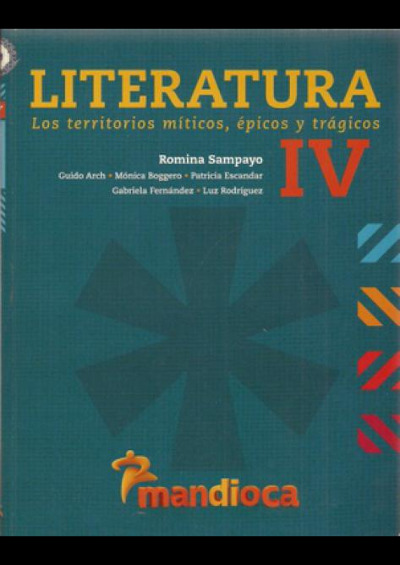 LITERATURA
Los territorios míticos, épicos y trágicos
IV
Romina Sampayo
Guido Arch • Mónica Boggero • Patricia Escandar
Gabriela Fernández • Luz Rodríguez
mandioca